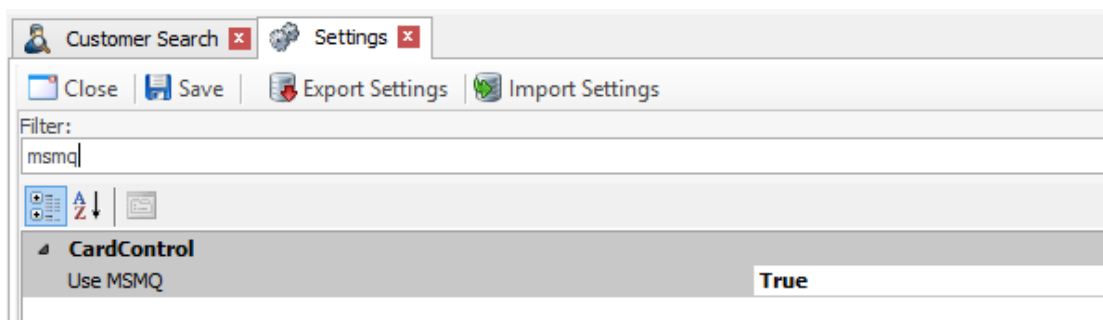 Customer Search Settings
Close Save Export Settings Import Settings
Filter:
msmq
CardControl
Use MSMQ True